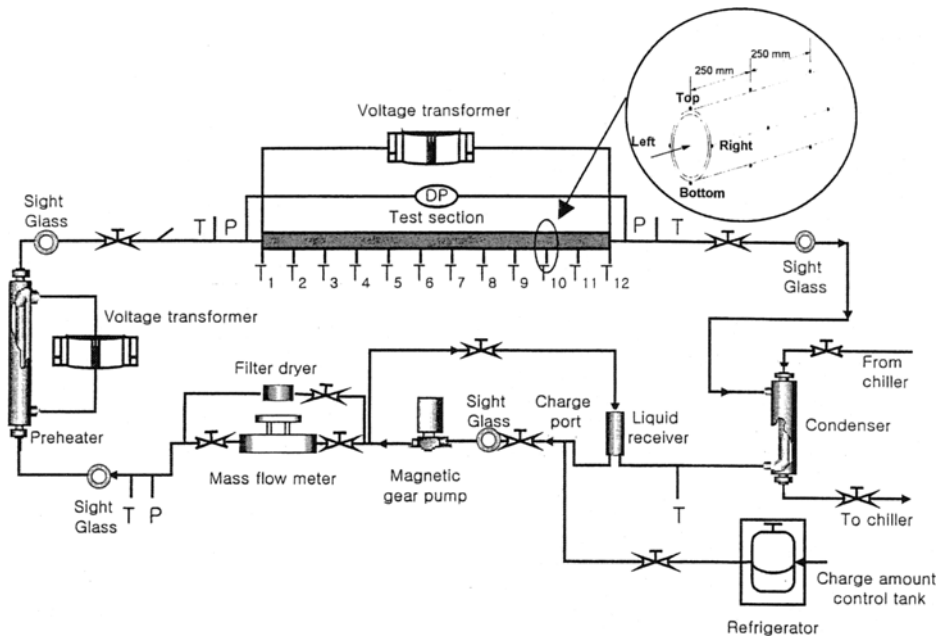 250 mm
250 mm
Top
Left
Right
Bottom
Voltage transformer
DP
Test section
Sight
Glass
T
P
P
T
Sight
Glass
T1
T2
T3
T4
T5
T6
T7
T8
T9
T10
T11
T12
Voltage transformer
Preheater
Filter dryer
Mass flow meter
Sight
Glass
T
P
Magnetic
gear pump
Sight
Glass
Charge
port
Liquid
receiver
T
From
chiller
Condenser
To chiller
Charge amount
control tank
Refrigerator